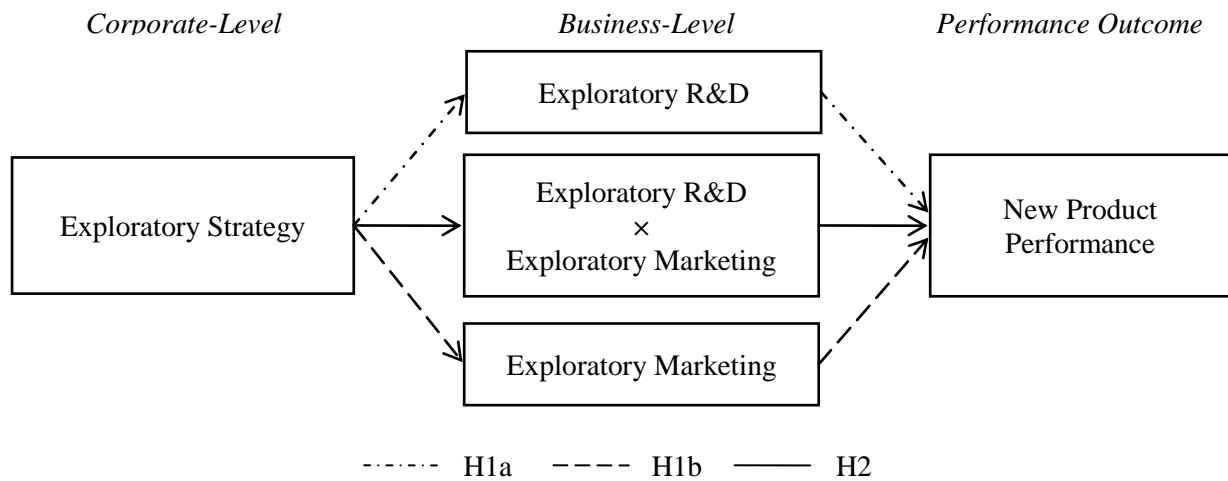 Corporate-Level
Business-Level
Performance Outcome
Exploratory R&D
Exploratory Strategy
Exploratory R&D
×
Exploratory Marketing
New Product
Performance
Exploratory Marketing
H1a
H1b
H2